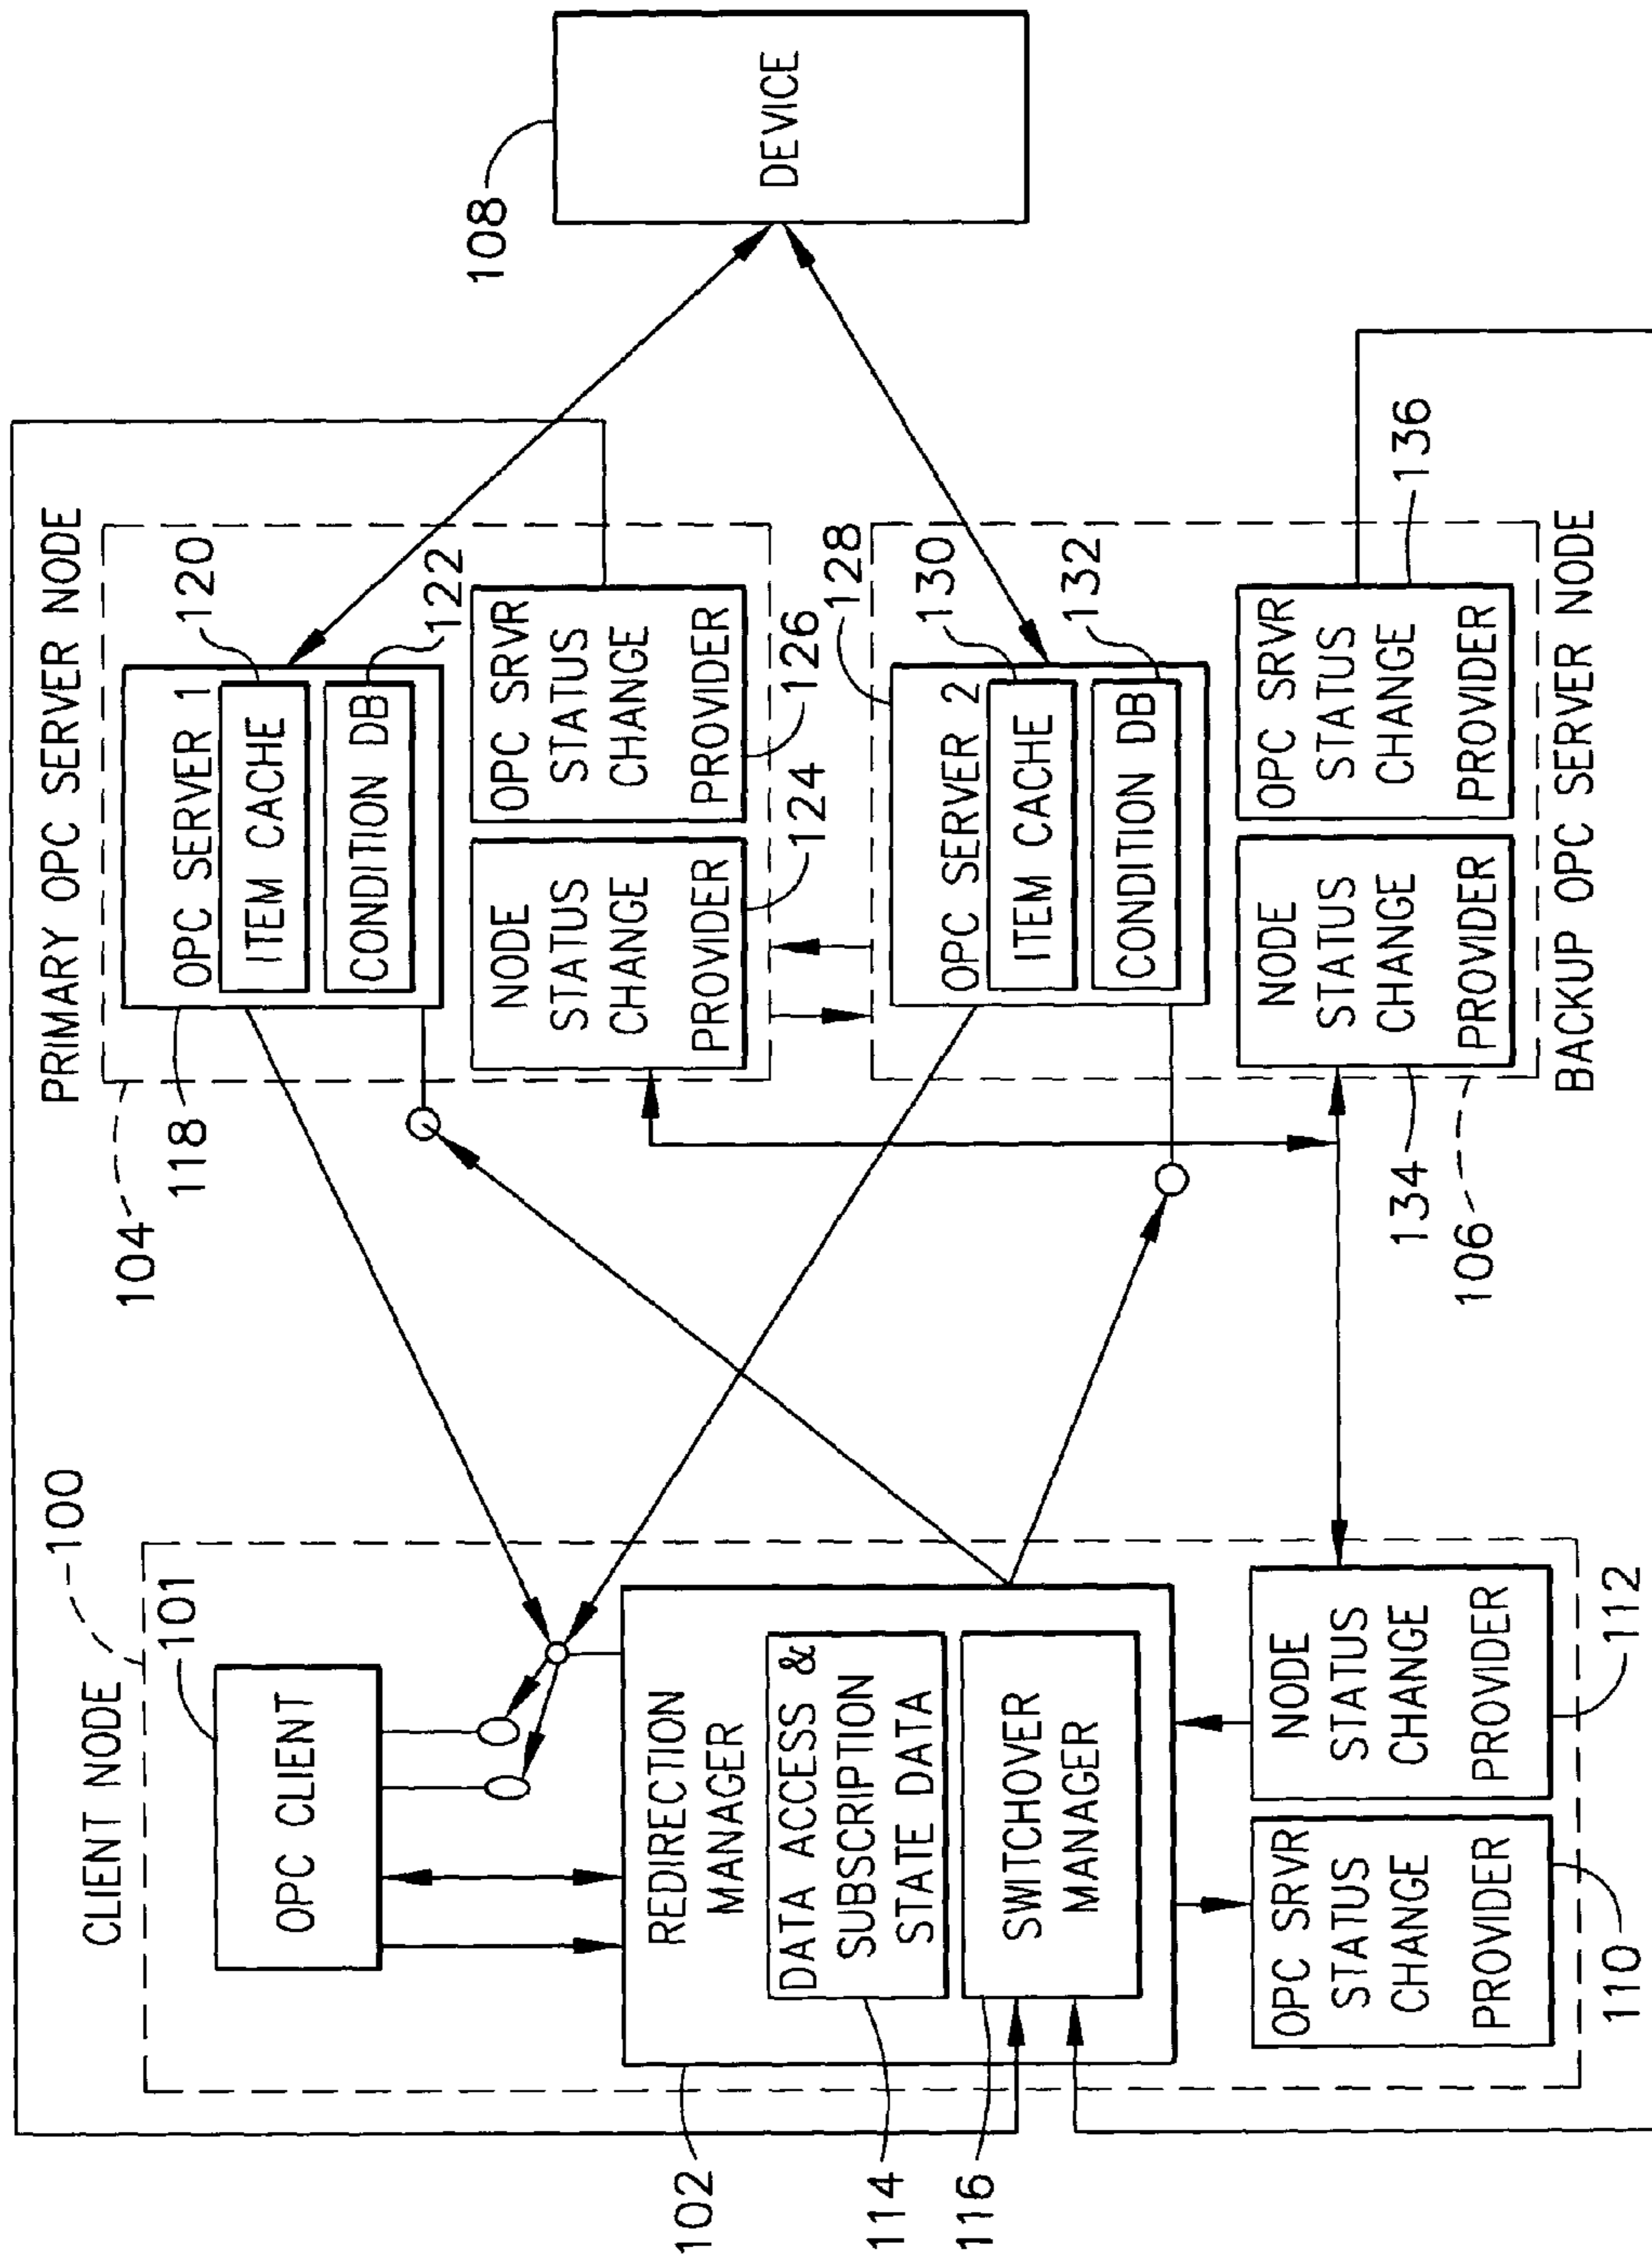 CLIENT NODE
100
101
OPC CLIENT
REDIRECTION
MANAGER
DATA ACCESS &
SUBSCRIPTION
STATE DATA
SWITCHOVER
MANAGER
102
114
116
OPC SRVR
STATUS
CHANGE
PROVIDER
110
NODE
STATUS
CHANGE
PROVIDER
112
PRIMARY OPC SERVER NODE
104
118
OPC SERVER 1
ITEM CACHE
CONDITION DB
120
122
NODE
STATUS
CHANGE
PROVIDER
124
OPC SRVR
STATUS
CHANGE
PROVIDER
126
128
OPC SERVER 2
ITEM CACHE
CONDITION DB
130
132
NODE
STATUS
CHANGE
PROVIDER
134
OPC SRVR
STATUS
CHANGE
PROVIDER
136
106
BACKUP OPC SERVER NODE
108
DEVICE